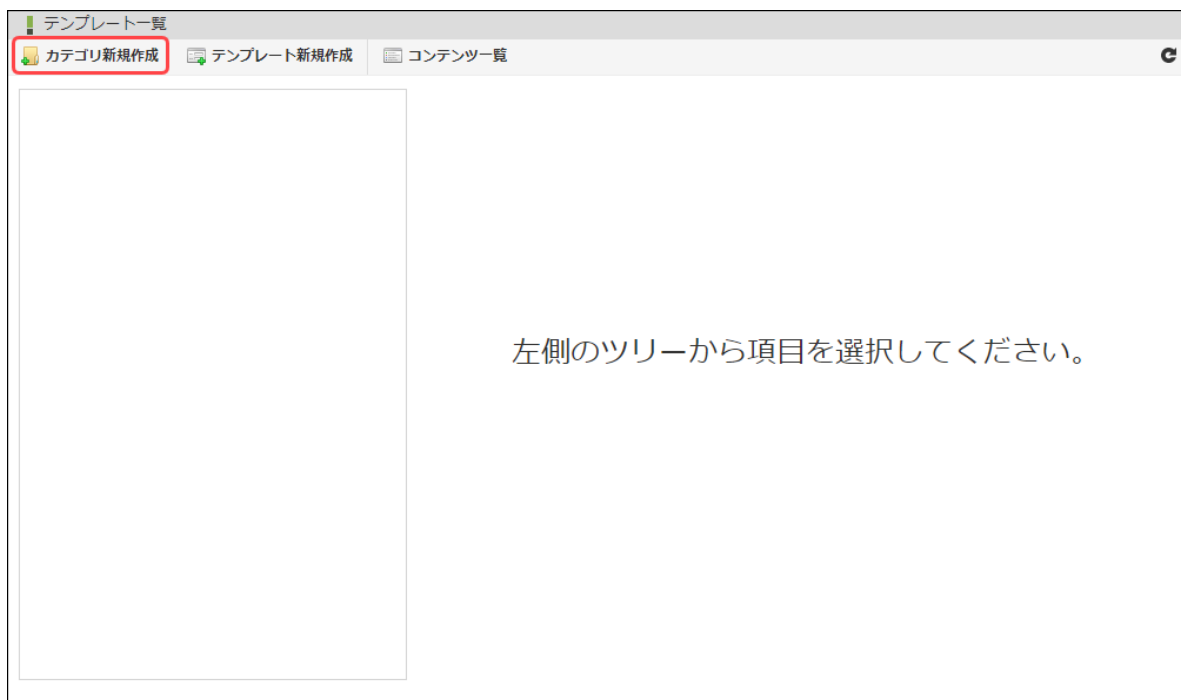 テンプレート一覧
カテゴリ新規作成 テンプレート新規作成 コンテンツ一覧
左側のツリーから項目を選択してください。